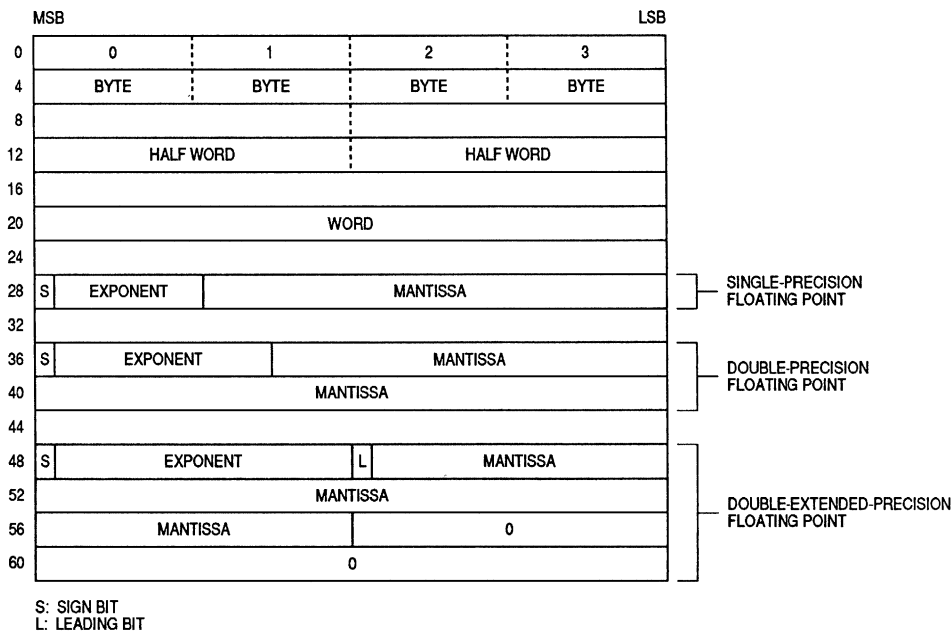 MSB LSB
0 0 1 2 3
4 BYTE BYTE BYTE BYTE
8
12 HALF WORD HALF WORD
16
20 WORD
24
28 S EXPONENT MANTISSA SINGLE-PRECISION
FLOATING POINT
32
36 S EXPONENT MANTISSA DOUBLE-PRECISION
FLOATING POINT
40 MANTISSA
44
48 S EXPONENT L MANTISSA
52 MANTISSA DOUBLE-EXTENDED-PRECISION
FLOATING POINT
56 MANTISSA 0
60 0
S: SIGN BIT
L: LEADING BIT